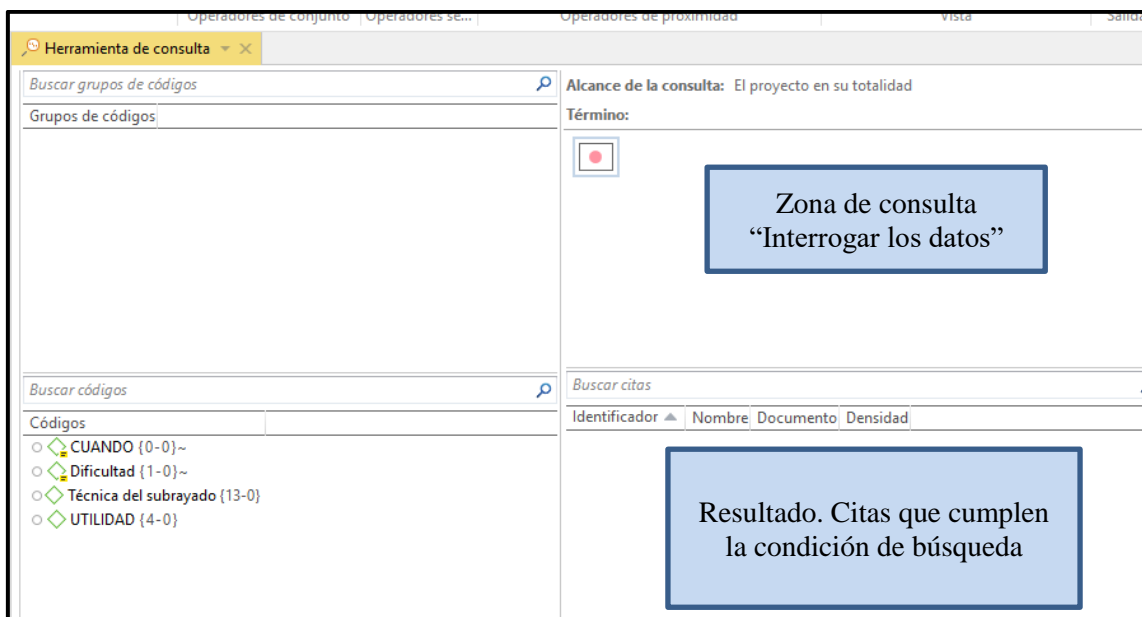 Operadores de conjunto Operadores se... Operadores de proximidad Vista
Herramienta de consulta
Buscar grupos de códigos
Grupos de códigos
Alcance de la consulta: El proyecto en su totalidad
Término:
Zona de consulta
“Interrogar los datos”
Buscar códigos
Códigos
CUANDO {0-0}~
Dificultad {1-0}~
Técnica del subrayado {13-0}
UTILIDAD {4-0}
Buscar citas
Identificador Nombre Documento Densidad
Resultado. Citas que cumplen
la condición de búsqueda